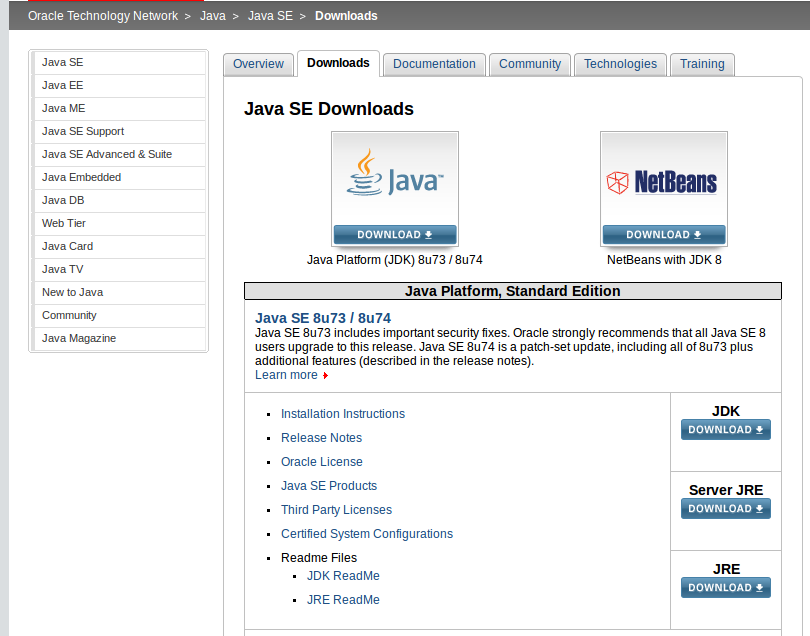 Oracle Technology Network > Java > Java SE > Downloads
Java SE
Java EE
Java ME
Java SE Support
Java SE Advanced & Suite
Java Embedded
Java DB
Web Tier
Java Card
Java TV
New to Java
Community
Java Magazine
Overview Downloads Documentation Community Technologies Training
Java SE Downloads
Java™
DOWNLOAD
Java Platform (JDK) 8u73 / 8u74
NetBeans
DOWNLOAD
NetBeans with JDK 8
Java Platform, Standard Edition
Java SE 8u73 / 8u74
Java SE 8u73 includes important security fixes. Oracle strongly recommends that all Java SE 8
users upgrade to this release. Java SE 8u74 is a patch-set update, including all of 8u73 plus
additional features (described in the release notes).
Learn more
Installation Instructions
Release Notes
Oracle License
Java SE Products
Third Party Licenses
Certified System Configurations
Readme Files
JDK ReadMe
JRE ReadMe
JDK
DOWNLOAD
Server JRE
DOWNLOAD
JRE
DOWNLOAD